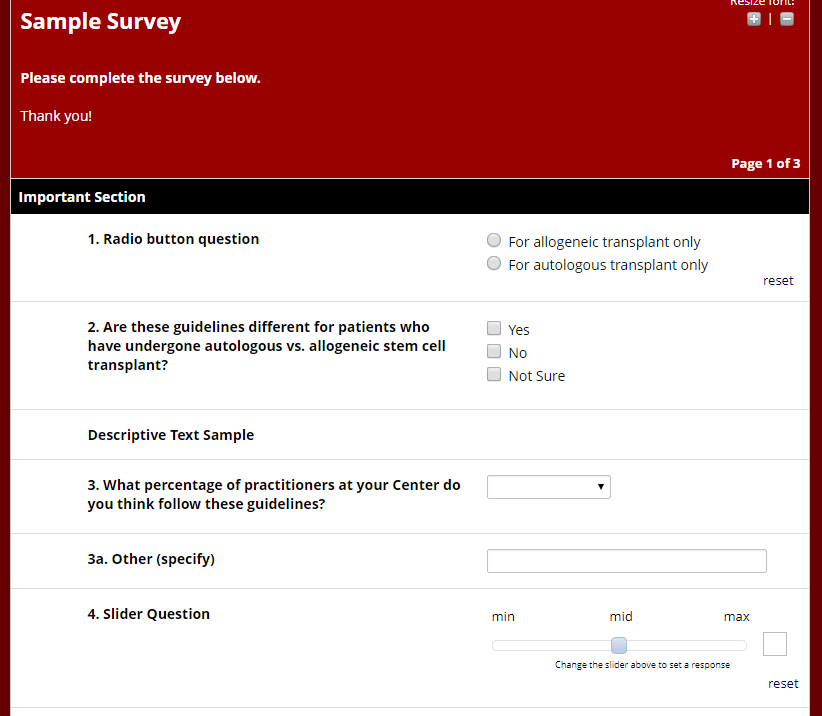 Resize font:
Sample Survey
+ | −
Please complete the survey below.
Thank you!
Page 1 of 3
Important Section
1. Radio button question
For allogeneic transplant only
For autologous transplant only
reset
2. Are these guidelines different for patients who
have undergone autologous vs. allogeneic stem cell
transplant?
Yes
No
Not Sure
Descriptive Text Sample
3. What percentage of practitioners at your Center do
you think follow these guidelines?
3a. Other (specify)
4. Slider Question
min mid max
Change the slider above to set a response
reset